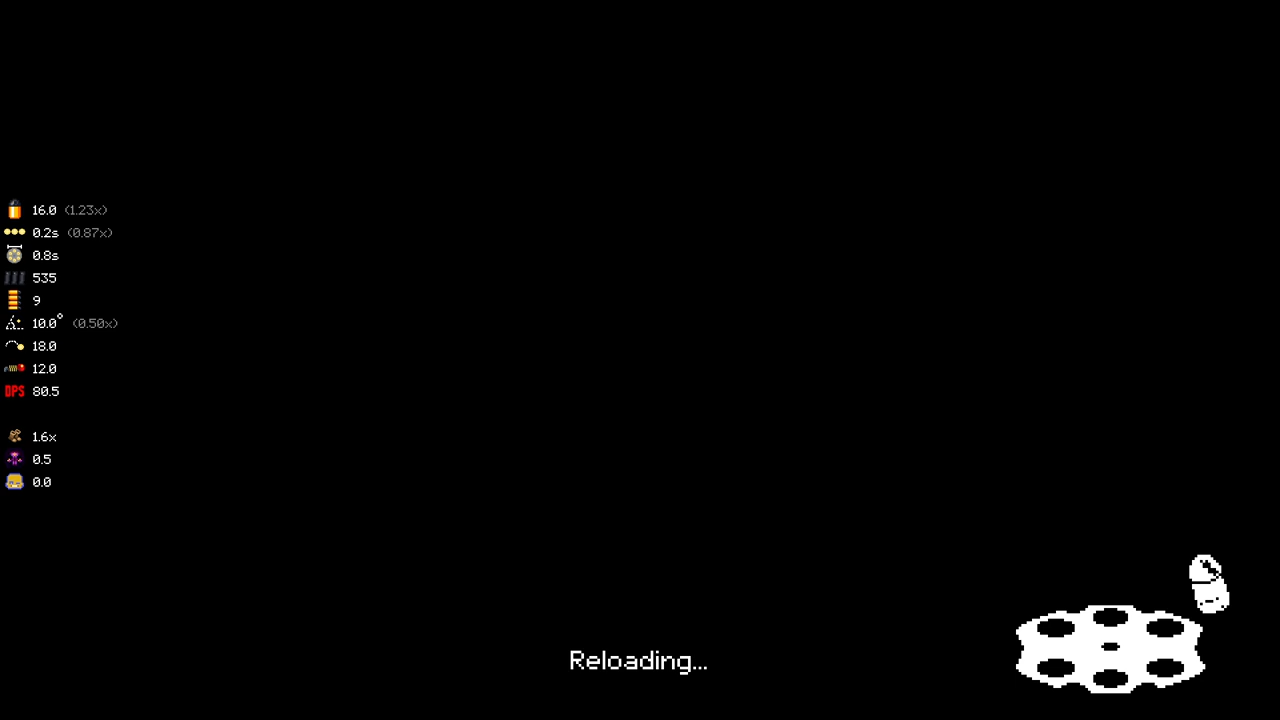 16.0 (1.23x)
0.2s (0.87x)
0.8s
535
9
10.0° (0.50x)
18.0
12.0
DPS 80.5
1.6x
0.5
0.0
Reloading...